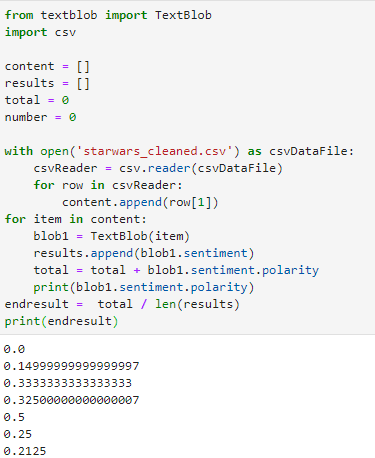 from textblob import TextBlob
import csv

content = []
results = []
total = 0
number = 0

with open('starwars_cleaned.csv') as csvDataFile:
    csvReader = csv.reader(csvDataFile)
    for row in csvReader:
        content.append(row[1])
for item in content:
    blob1 = TextBlob(item)
    results.append(blob1.sentiment)
    total = total + blob1.sentiment.polarity
    print(blob1.sentiment.polarity)
endresult =  total / len(results)
print(endresult)
0.0
0.14999999999999997
0.3333333333333333
0.32500000000000007
0.5
0.25
0.2125